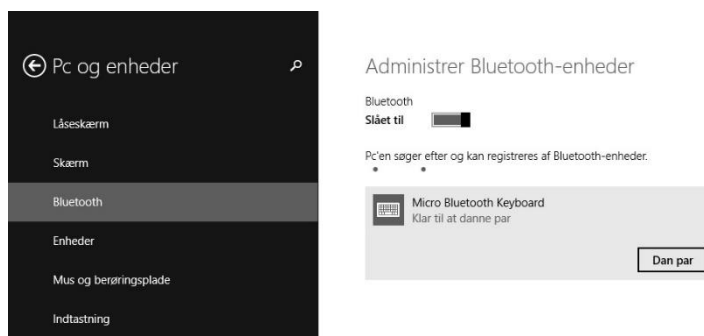 Pc og enheder
Låseskærm
Skærm
Bluetooth
Enheder
Mus og berøringsplade
Indtastning
Administrer Bluetooth-enheder
Bluetooth
Slået til
Pc'en søger efter og kan registreres af Bluetooth-enheder.
Micro Bluetooth Keyboard
Klar til at danne par
Dan par